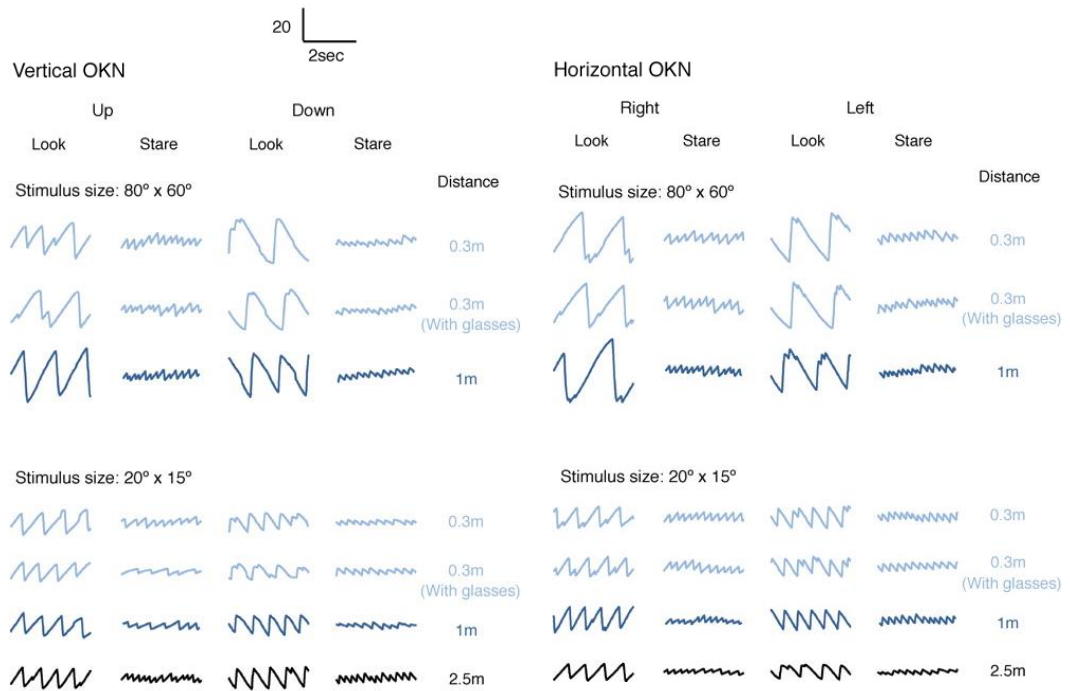 20
2sec
Vertical OKN
Up Down
Look Stare Look Stare
Distance
Stimulus size: 80º x 60º
0.3m
0.3m
(With glasses)
1m
Stimulus size: 20º x 15º
0.3m
0.3m
(With glasses)
1m
2.5m
Horizontal OKN
Right Left
Look Stare Look Stare
Distance
Stimulus size: 80º x 60º
0.3m
0.3m
(With glasses)
1m
Stimulus size: 20º x 15º
0.3m
0.3m
(With glasses)
1m
2.5m